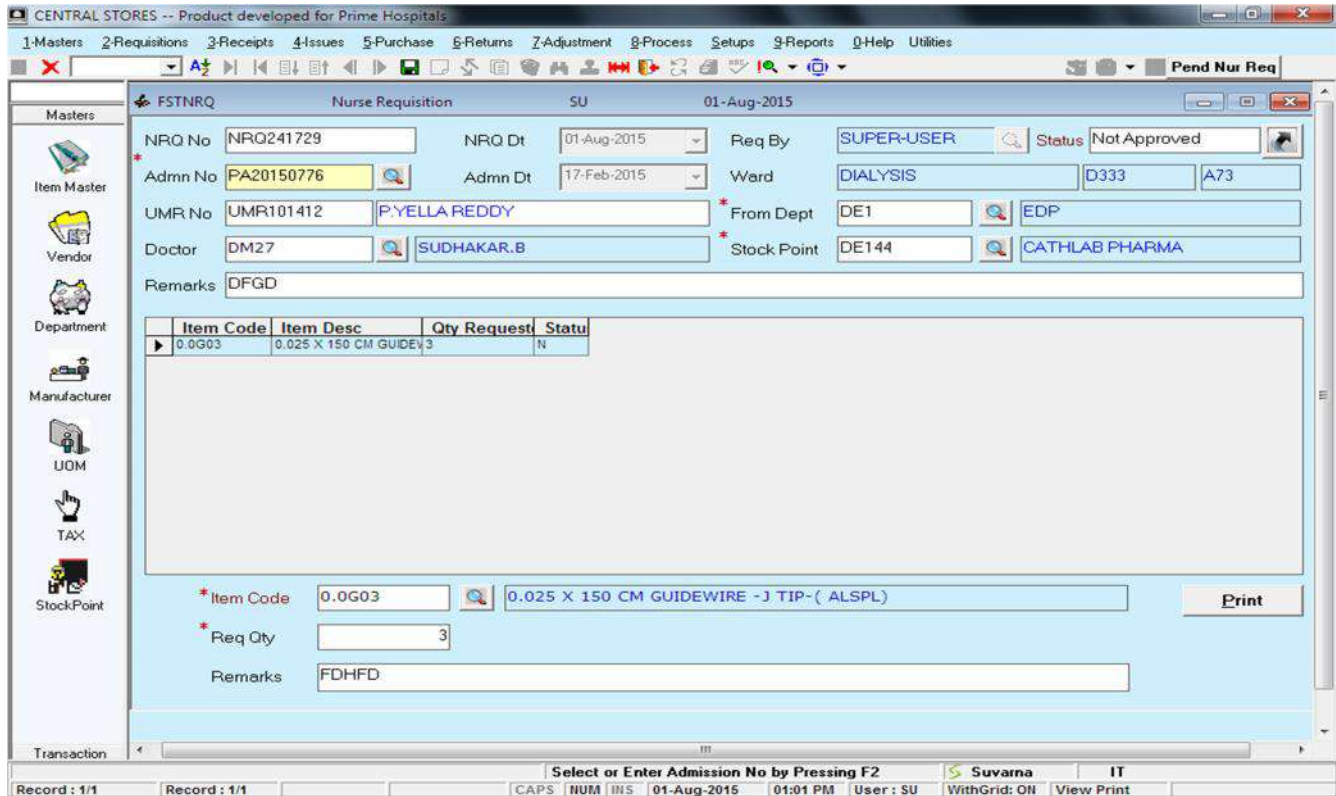 CENTRAL STORES -- Product developed for Prime Hospitals
1-Masters 2-Requisitions 3-Receipts 4-Issues 5-Purchase 6-Returns 7-Adjustment 8-Process Setups 9-Reports 0-Help Utilities
Pend Nur Req
Masters
Item Master
Vendor
Department
Manufacturer
UOM
TAX
StockPoint
Transaction
FSTNRQ Nurse Requisition SU 01-Aug-2015
NRQ No NRQ241729 NRQ Dt 01-Aug-2015 Req By SUPER-USER Status Not Approved
* Admn No PA20150776 Admn Dt 17-Feb-2015 Ward DIALYSIS D333 A73
UMR No UMR101412 P.YELLA REDDY * From Dept DE1 EDP
Doctor DM27 SUDHAKAR.B * Stock Point DE144 CATHLAB PHARMA
Remarks DFGD
Item Code Item Desc Qty Request Statu
0.0G03 0.025 X 150 CM GUIDEW 3 N
* Item Code 0.0G03 0.025 X 150 CM GUIDEWIRE -J TIP-( ALSPL)
Print
* Req Qty 3
Remarks FDHFD
Select or Enter Admission No by Pressing F2 Suvarna IT
Record : 1/1 Record : 1/1 CAPS NUM INS 01-Aug-2015 01:01 PM User : SU WithGrid: ON View Print